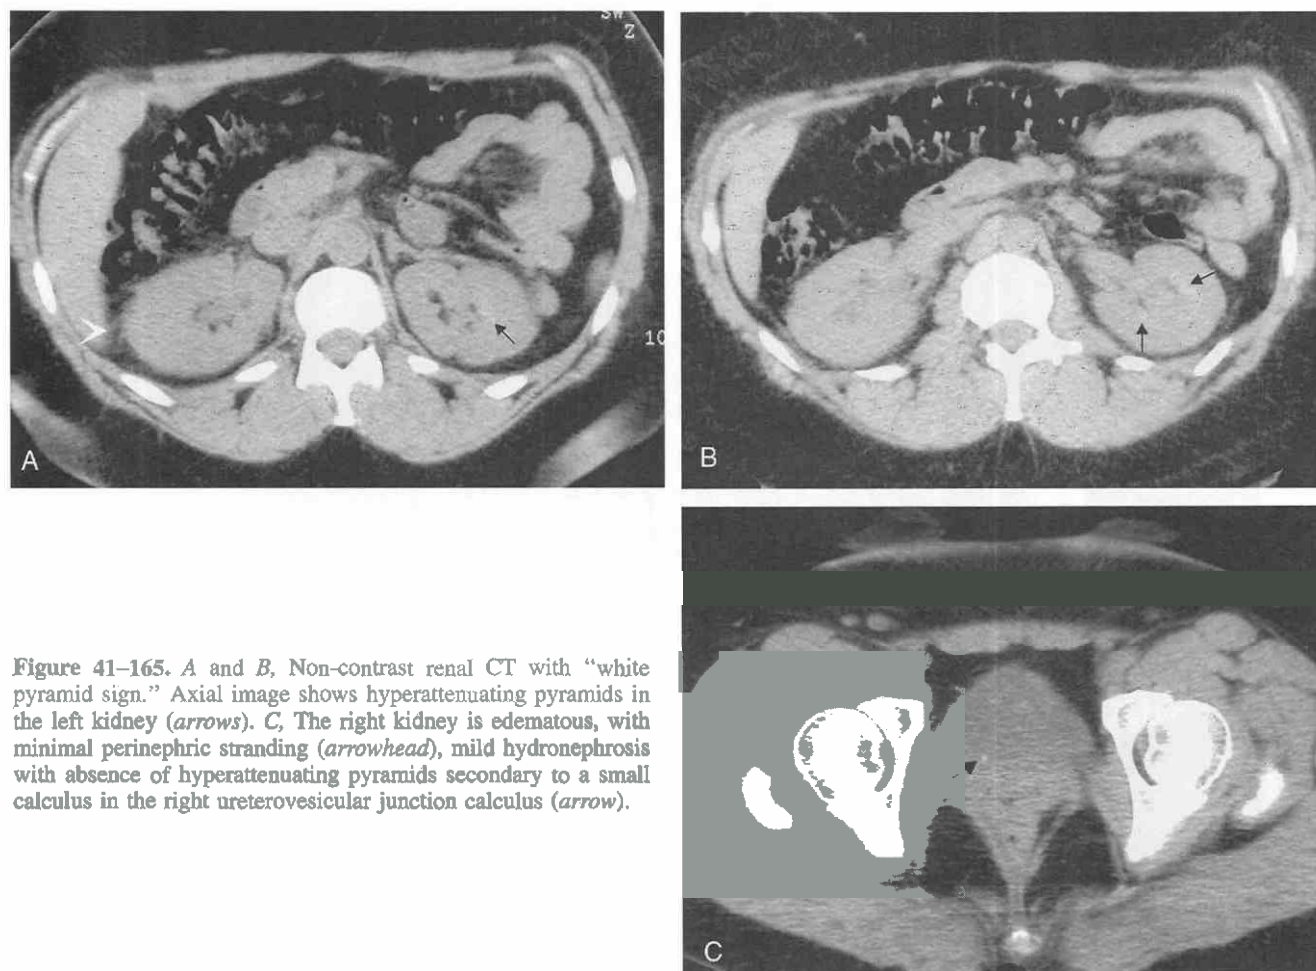 SW
Z
10
A
B
Figure 41–165. A and B, Non-contrast renal CT with “white
pyramid sign.” Axial image shows hyperattenuating pyramids in
the left kidney (arrows). C, The right kidney is edematous, with
minimal perinephric stranding (arrowhead), mild hydronephrosis
with absence of hyperattenuating pyramids secondary to a small
calculus in the right ureterovesicular junction calculus (arrow).
C